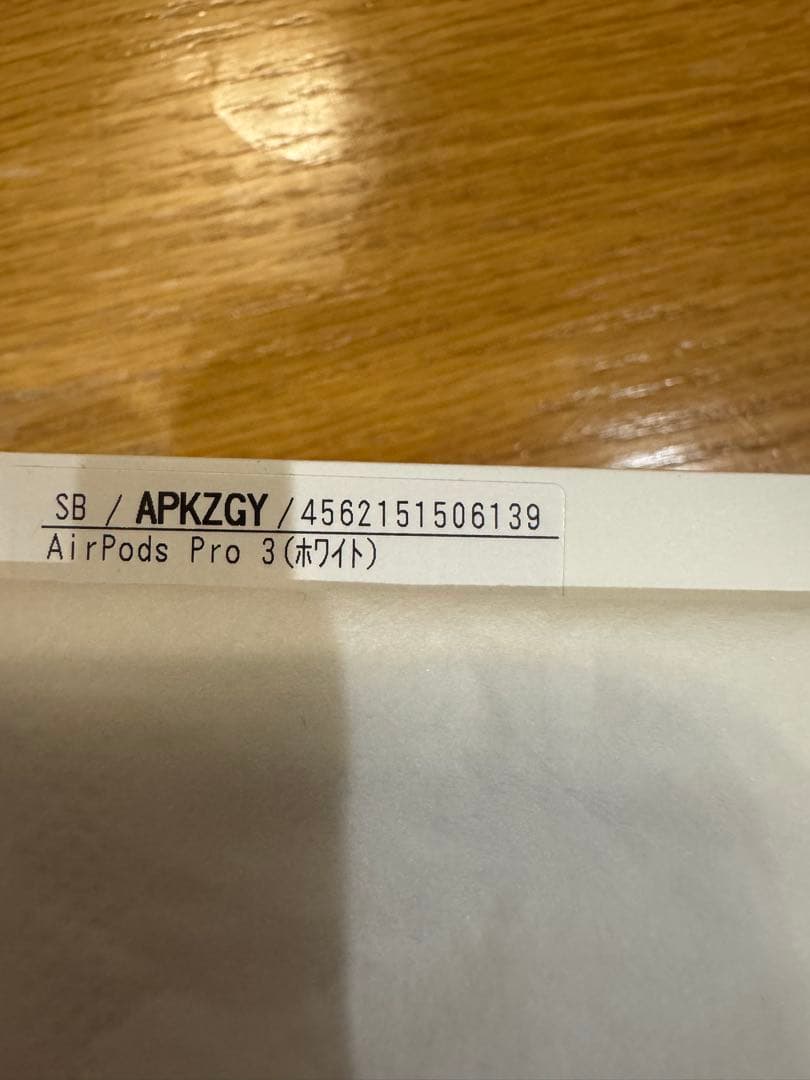 SB / APKZGY /4562151506139
AirPods Pro 3(ﾎﾜｲﾄ)